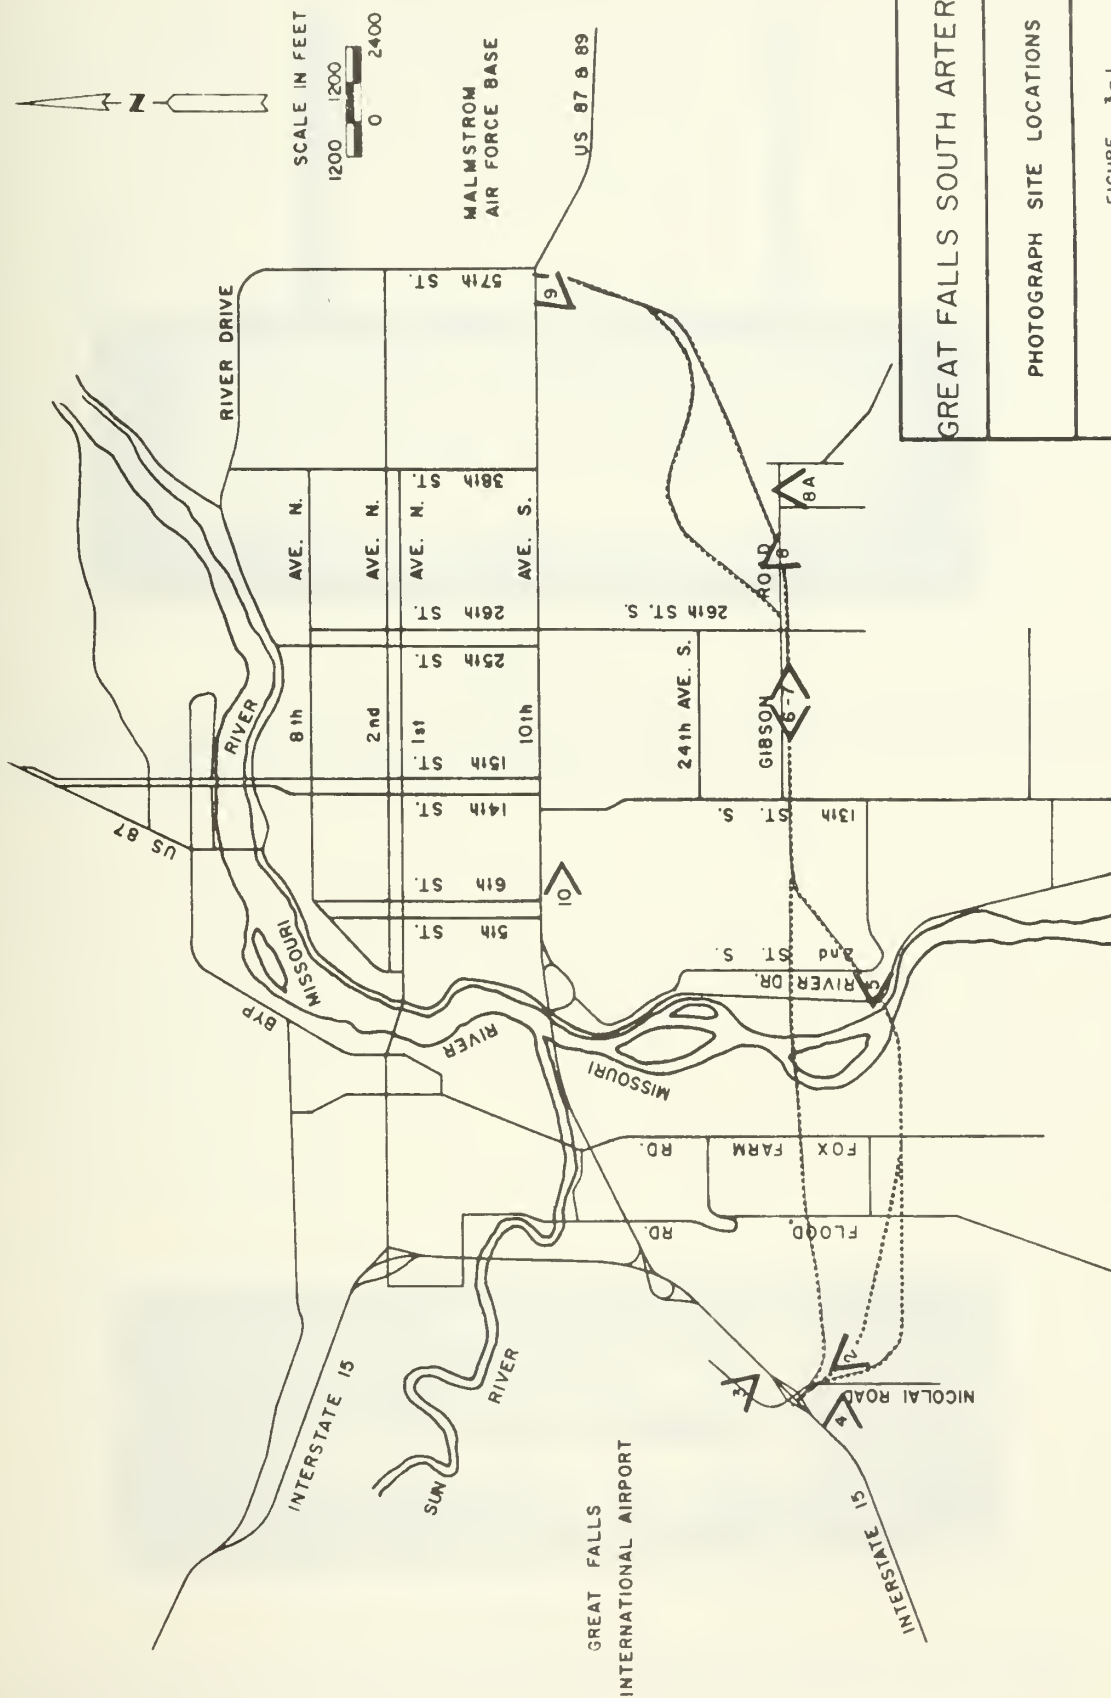 N
SCALE IN FEET
1200 1200
0 2400
MALMSTROM
AIR FORCE BASE
US 87 & 89
RIVER DRIVE
57th ST.
9
38th ST.
8th AVE. N.
2nd AVE. N.
1st AVE. N.
10th AVE. S.
26th ST.
25th ST.
15th ST.
14th ST.
6th ST.
5th ST.
26th ST. S.
24th AVE. S.
GIBSON RO D
8
8A
6-7
13th ST. S.
10
2nd ST. S.
RIVER DR.
5
US 87
BYP
MISSOURI RIVER
RIVER
MISSOURI
FOX FARM RD.
FLOOD RD.
INTERSTATE 15
SUN RIVER
3
2
4
NICOLAI ROAD
INTERSTATE 15
GREAT FALLS
INTERNATIONAL AIRPORT
GREAT FALLS SOUTH ARTER
PHOTOGRAPH SITE LOCATIONS